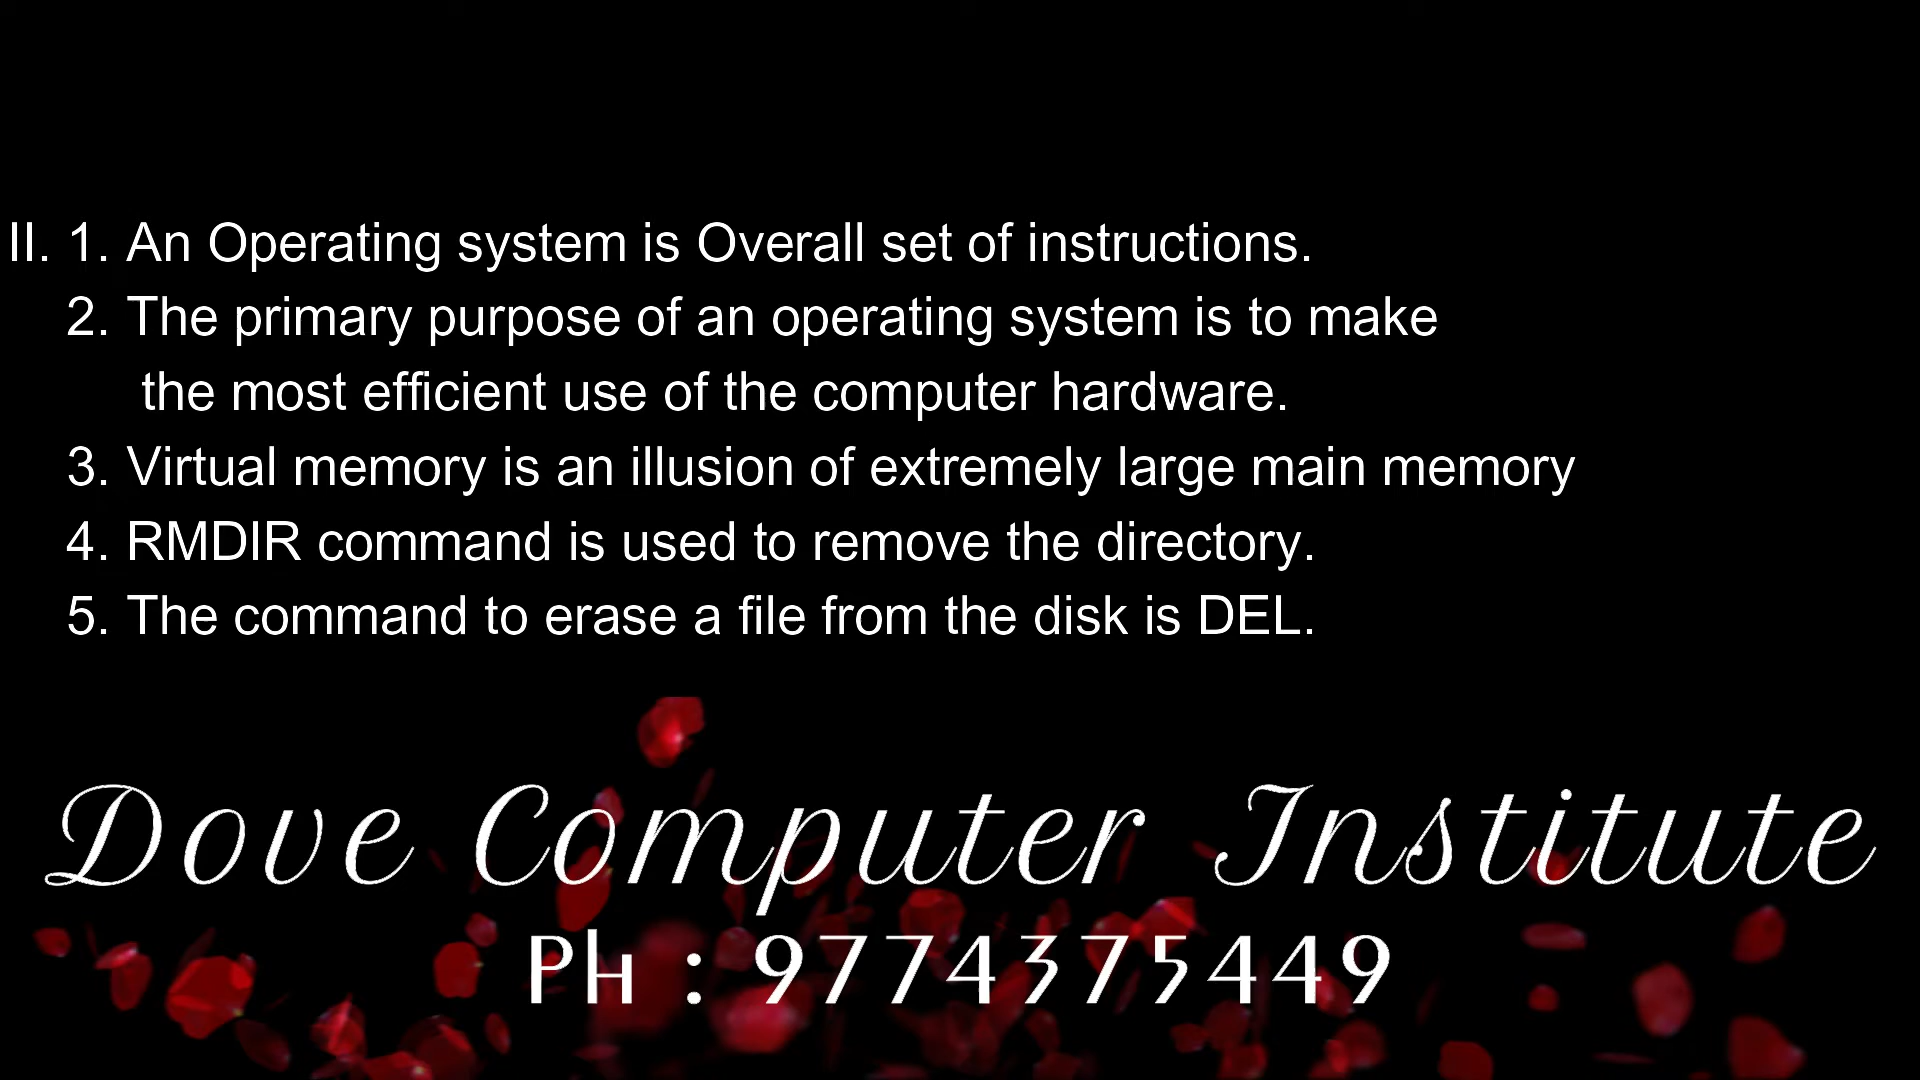 II. 1. An Operating system is Overall set of instructions.
2. The primary purpose of an operating system is to make
the most efficient use of the computer hardware.
3. Virtual memory is an illusion of extremely large main memory
4. RMDIR command is used to remove the directory.
5. The command to erase a file from the disk is DEL.
Dove Computer Institute
Ph : 9774375449